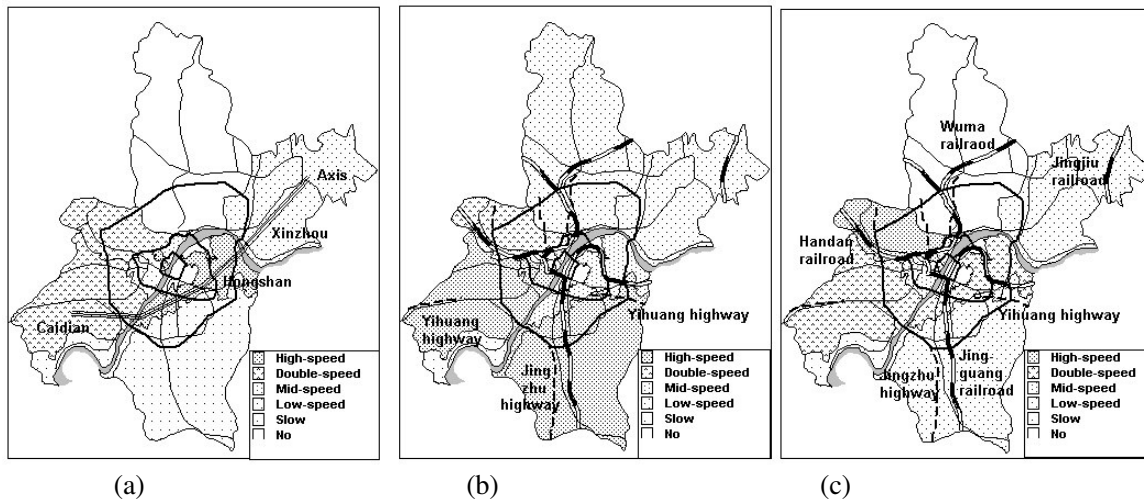 Axis
Xinzhou
Hongshan
Caidian
High-speed
Double-speed
Mid-speed
Low-speed
Slow
No
(a)
Yihuang highway
Yihuang
highway
Jing
zhu
highway
High-speed
Double-speed
Mid-speed
Low-speed
Slow
No
(b)
Wuma
railraod
Jingjiu
railroad
Handan
railroad
Yihuang highway
Jingzhu
highway
Jing
guang
railroad
High-speed
Double-speed
Mid-speed
Low-speed
Slow
No
(c)